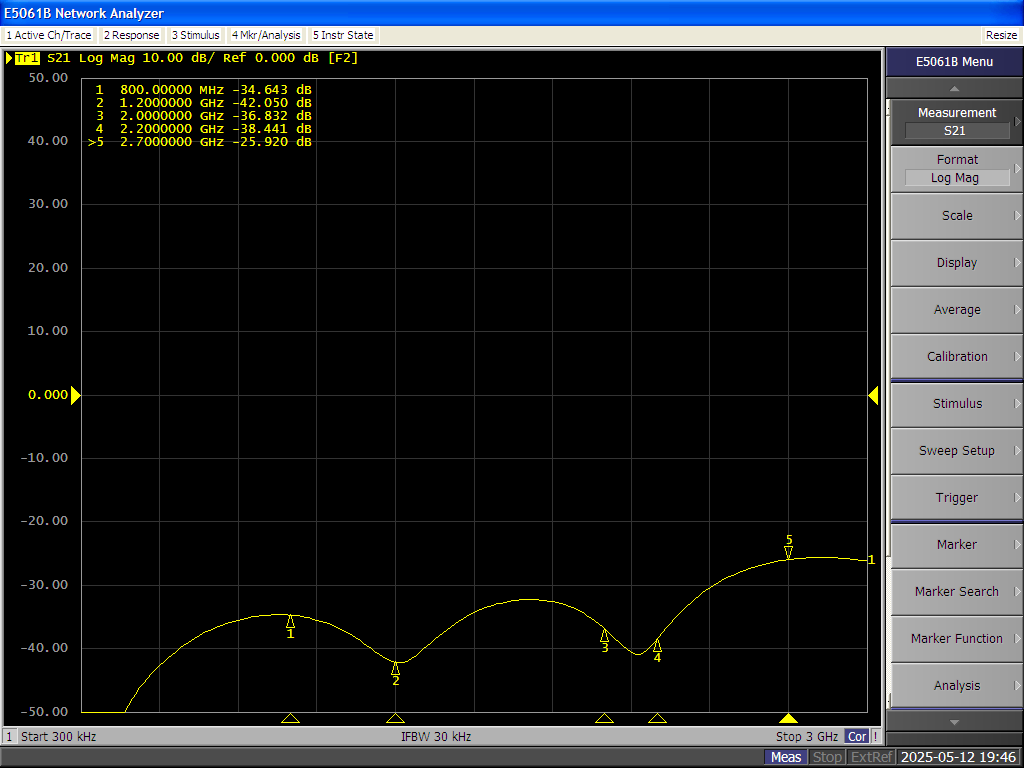 E5061B Network Analyzer
1 Active Ch/Trace 2 Response 3 Stimulus 4 Mkr/Analysis 5 Instr State Resize
Tr1 S21 Log Mag 10.00 dB/ Ref 0.000 dB [F2]
50.00
1 800.00000 MHz -34.643 dB
2 1.2000000 GHz -42.050 dB
3 2.0000000 GHz -36.832 dB
4 2.2000000 GHz -38.441 dB
>5 2.7000000 GHz -25.920 dB
40.00
30.00
20.00
10.00
0.000
-10.00
-20.00
-30.00
-40.00
-50.00
5
1
1
2
3
4
1 Start 300 kHz IFBW 30 kHz Stop 3 GHz Cor !
E5061B Menu
Measurement
S21
Format
Log Mag
Scale
Display
Average
Calibration
Stimulus
Sweep Setup
Trigger
Marker
Marker Search
Marker Function
Analysis
Meas Stop ExtRef 2025-05-12 19:46